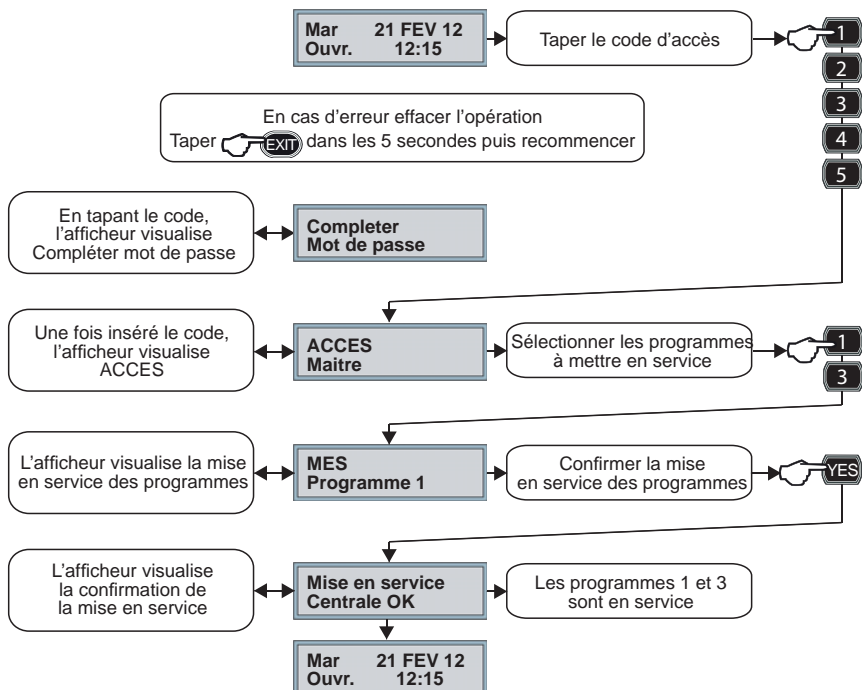 Mar 21 FEV 12
Ouvr. 12:15
Taper le code d'accès
1
2
3
4
5
En cas d'erreur effacer l'opération
Taper EXIT dans les 5 secondes puis recommencer
En tapant le code,
l'afficheur visualise
Compléter mot de passe
Completer
Mot de passe
Une fois inséré le code,
l'afficheur visualise
ACCES
ACCES
Maitre
Sélectionner les programmes
à mettre en service
1
3
L'afficheur visualise la mise
en service des programmes
MES
Programme 1
Confirmer la mise
en service des programmes
YES
L'afficheur visualise
la confirmation de
la mise en service
Mise en service
Centrale OK
Les programmes 1 et 3
sont en service
Mar 21 FEV 12
Ouvr. 12:15